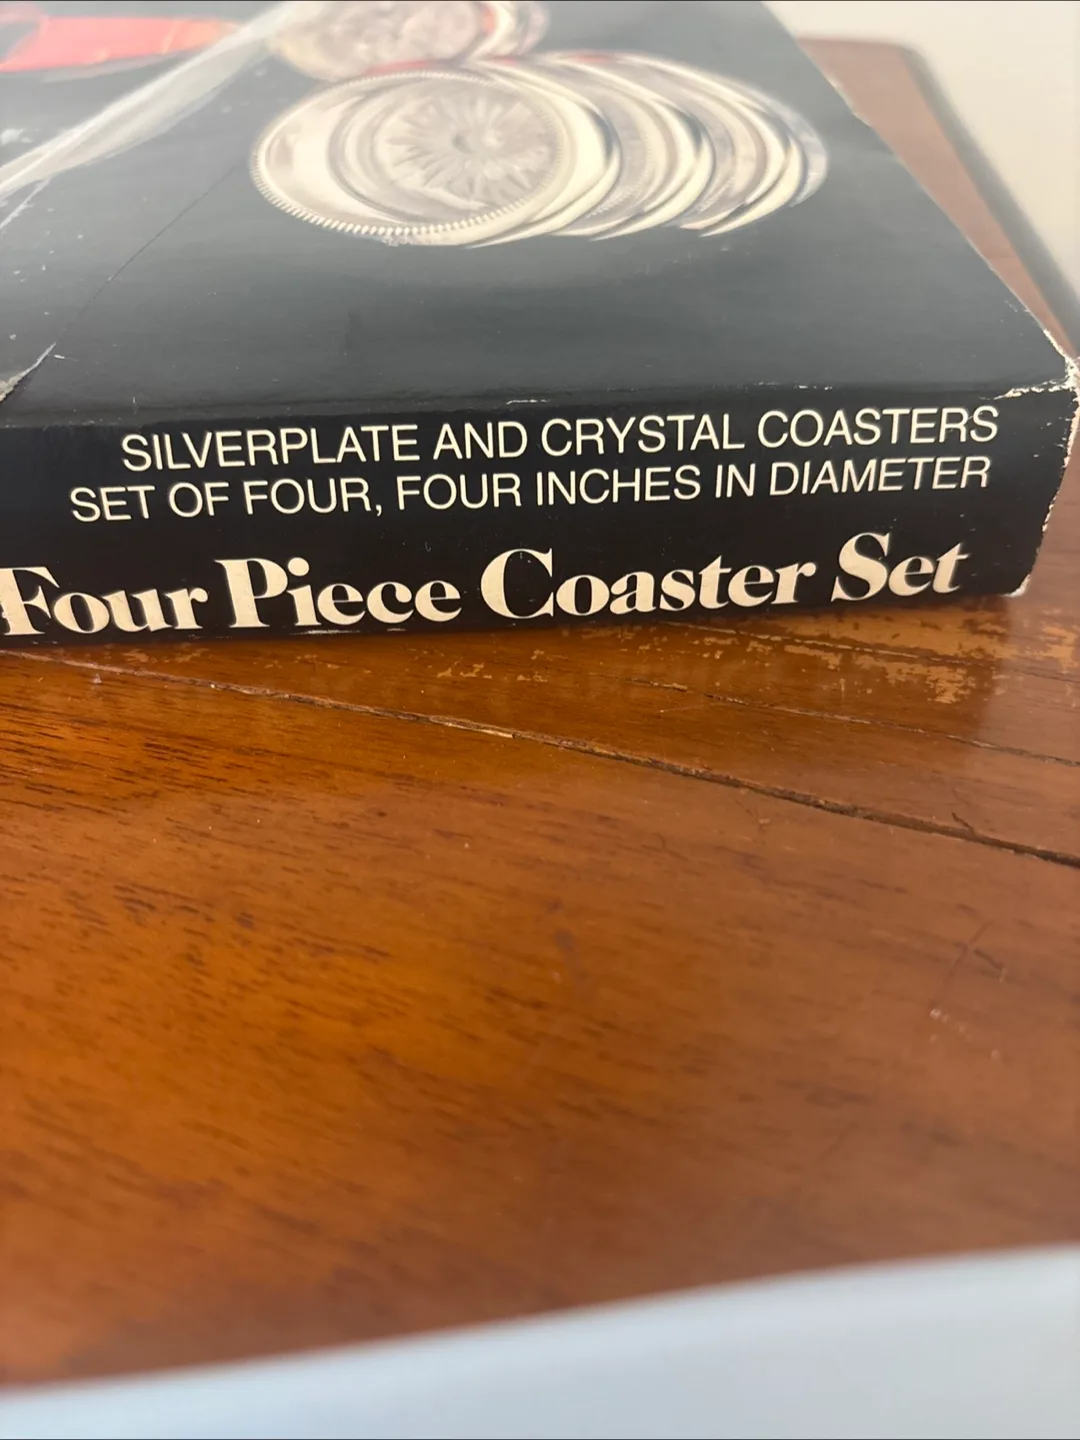 SILVERPLATE AND CRYSTAL COASTERS
SET OF FOUR, FOUR INCHES IN DIAMETER
Four Piece Coaster Set